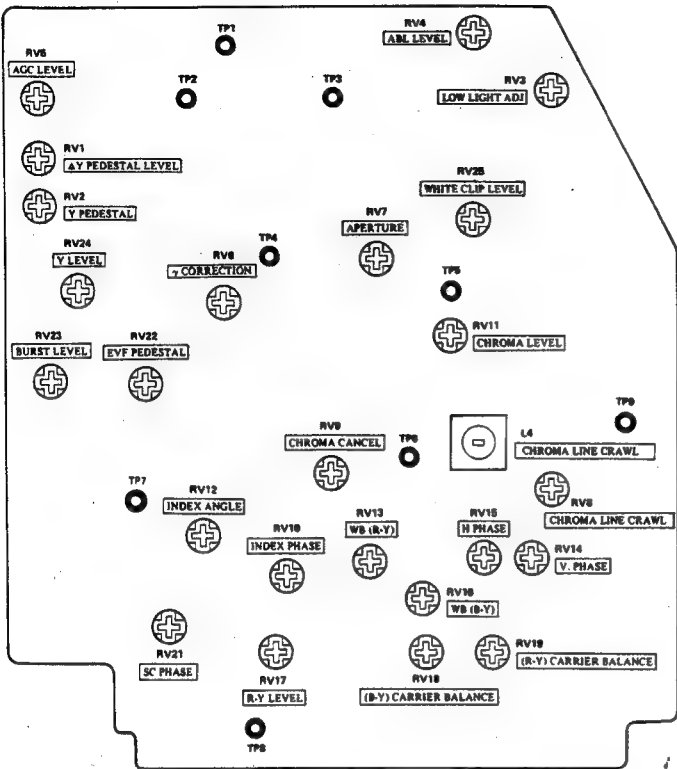 TP1
RV4
ABL LEVEL
RV5
AGC LEVEL
TP2
TP3
RV3
LOW LIGHT ADJ
RV1
ΔY PEDESTAL LEVEL
RV2
Y PEDESTAL
RV25
WHITE CLIP LEVEL
RV7
APERTURE
RV24
Y LEVEL
RV6
γ CORRECTION
TP4
TP5
RV11
CHROMA LEVEL
RV23
BURST LEVEL
RV22
EVF PEDESTAL
TP9
RV9
CHROMA CANCEL
TP6
L4
CHROMA LINE CRAWL
TP7
RV12
INDEX ANGLE
RV8
CHROMA LINE CRAWL
RV10
INDEX PHASE
RV13
WB (R-Y)
RV15
H PHASE
RV14
V. PHASE
RV16
WB (B-Y)
RV21
SC PHASE
RV17
R-Y LEVEL
RV18
(B-Y) CARRIER BALANCE
RV19
(R-Y) CARRIER BALANCE
TP8